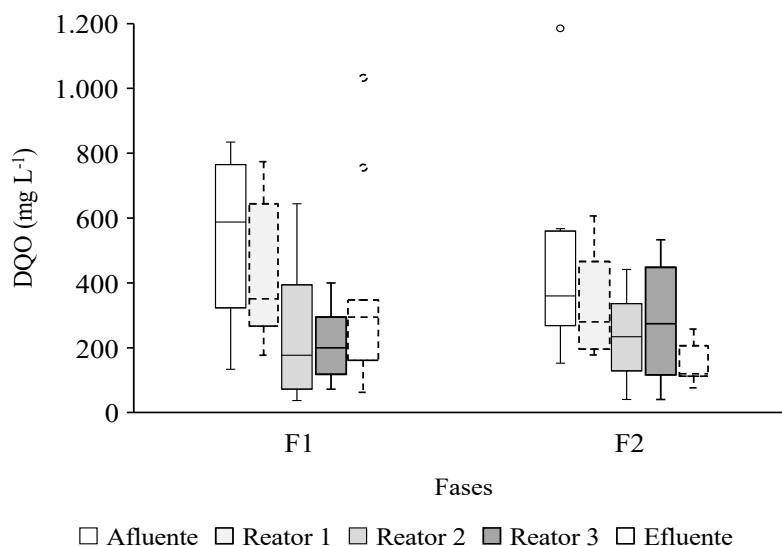 1.200
1.000
800
600
400
200
0
DQO (mg L-1)
F1 F2
Fases
Afluente Reator 1 Reator 2 Reator 3 Efluente